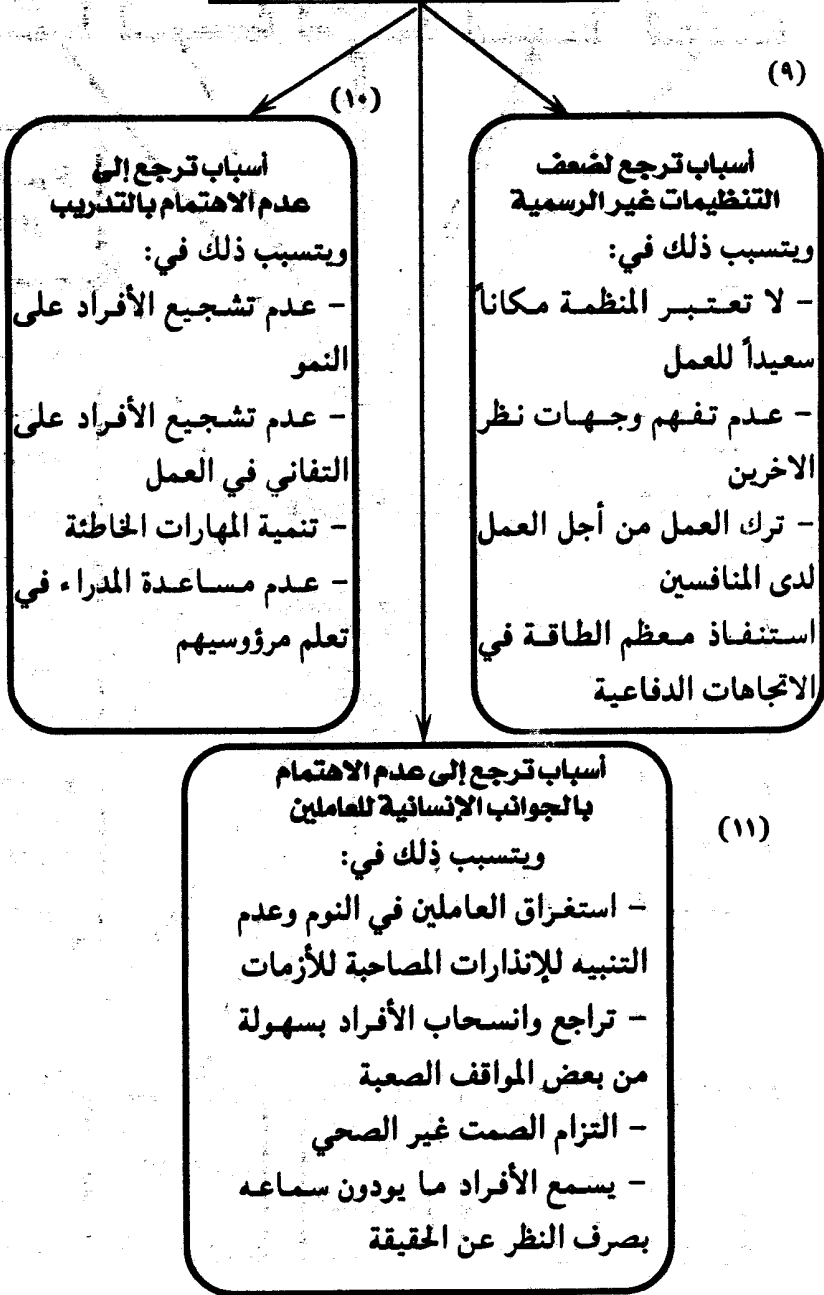 (٩)
أسباب ترجع لضعف
التنظيمات غير الرسمية
ويتسبب ذلك في:
– لا تعتبر المنظمة مكاناً
سعيداً للعمل
– عدم تفهم وجهات نظر
الاخرين
– ترك العمل من أجل العمل
لدى المنافسين
استنفاذ معظم الطاقة في
الاتجاهات الدفاعية
(١٠)
أسباب ترجع إلى
عدم الاهتمام بالتدريب
ويتسبب ذلك في:
– عدم تشجيع الأفراد على
النمو
– عدم تشجيع الأفراد على
التفاني في العمل
– تنمية المهارات الخاطئة
– عدم مساعدة المدراء في
تعلم مرؤوسيهم
(١١)
أسباب ترجع إلى عدم الاهتمام
بالجوانب الإنسانية للعاملين
ويتسبب ذلك في:
– استغراق العاملين في النوم وعدم
التنبيه للإنذارات المصاحبة للأزمات
– تراجع وانسحاب الأفراد بسهولة
من بعض المواقف الصعبة
– التزام الصمت غير الصحي
– يسمع الأفراد ما يودون سماعه
بصرف النظر عن الحقيقة